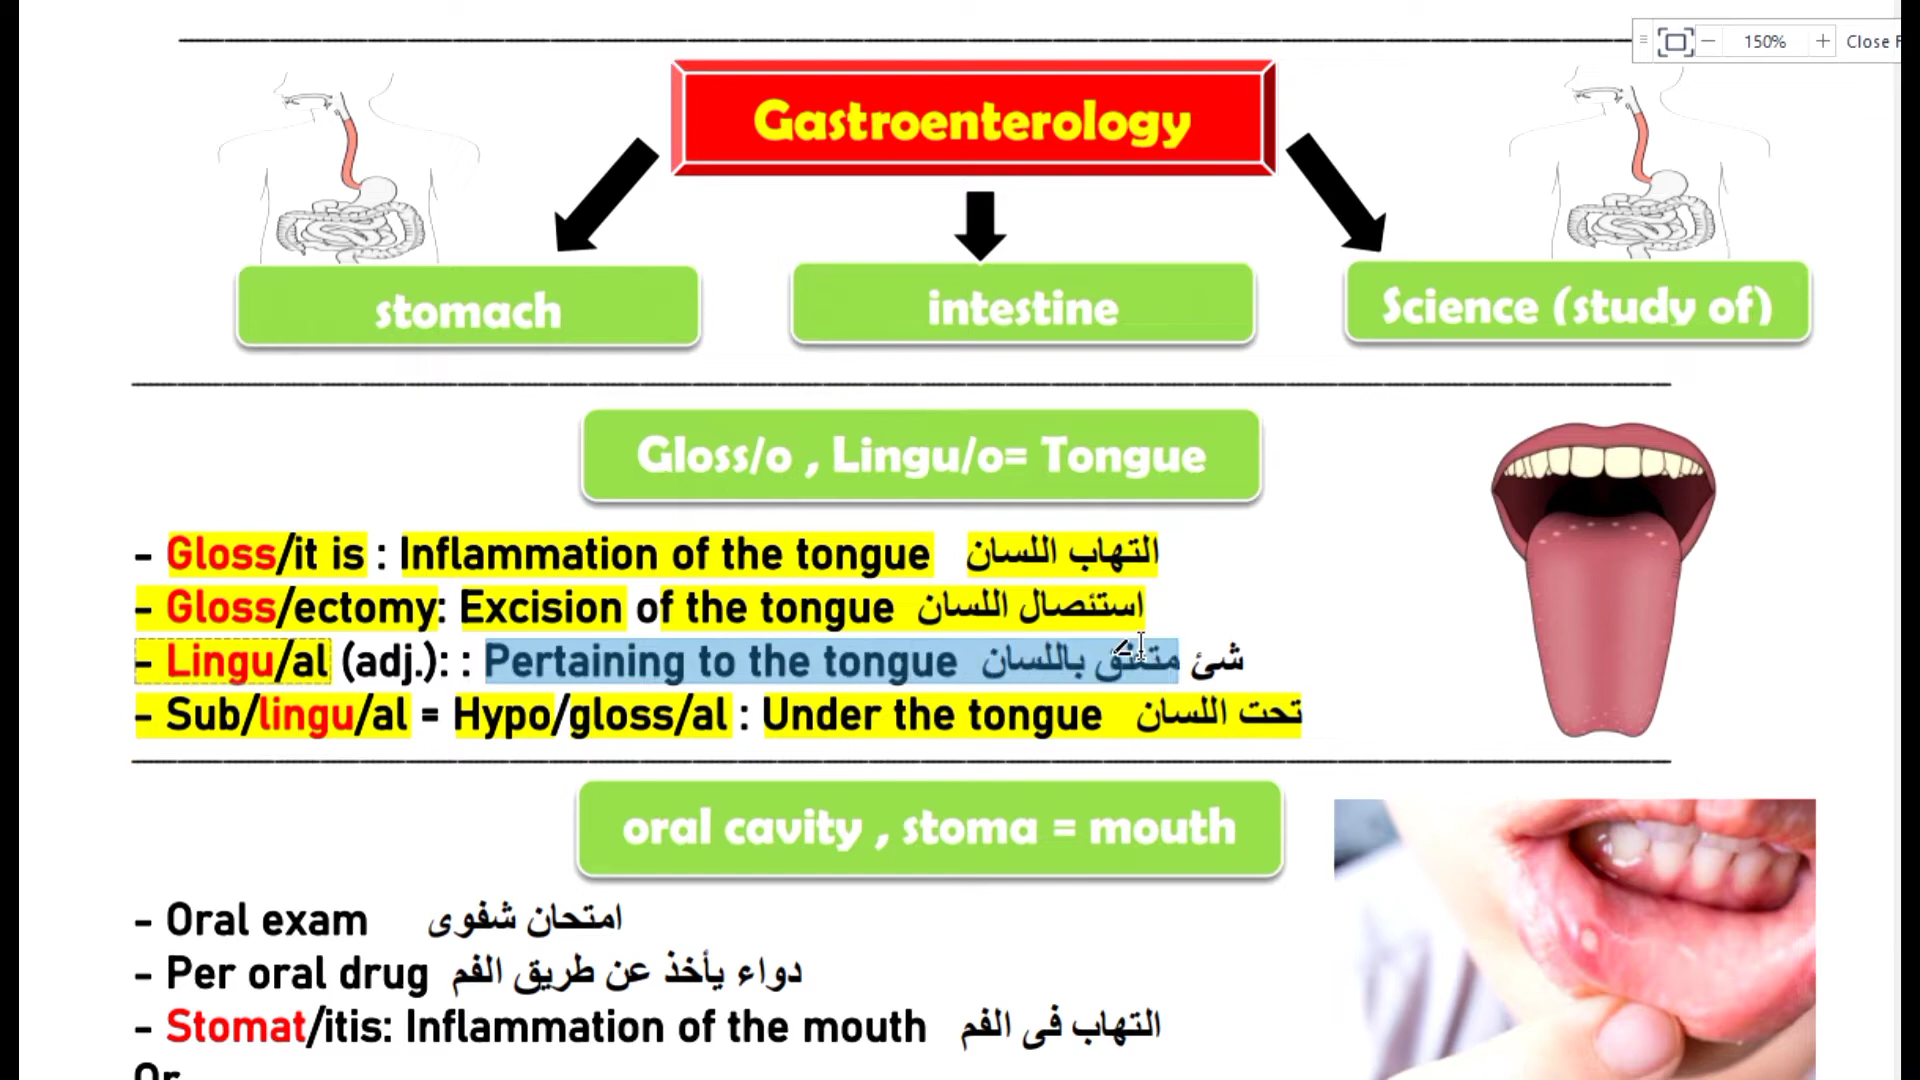 150%
Close
Gastroenterology
stomach
intestine
Science (study of)
Gloss/o , Lingu/o= Tongue
- Gloss/it is : Inflammation of the tongue التهاب اللسان
- Gloss/ectomy: Excision of the tongue استئصال اللسان
- Lingu/al (adj.): : Pertaining to the tongue شئ متعلق باللسان
- Sub/lingu/al = Hypo/gloss/al : Under the tongue تحت اللسان
oral cavity , stoma = mouth
- Oral exam امتحان شفوى
- Per oral drug دواء يأخذ عن طريق الفم
- Stomat/itis: Inflammation of the mouth التهاب فى الفم
Or